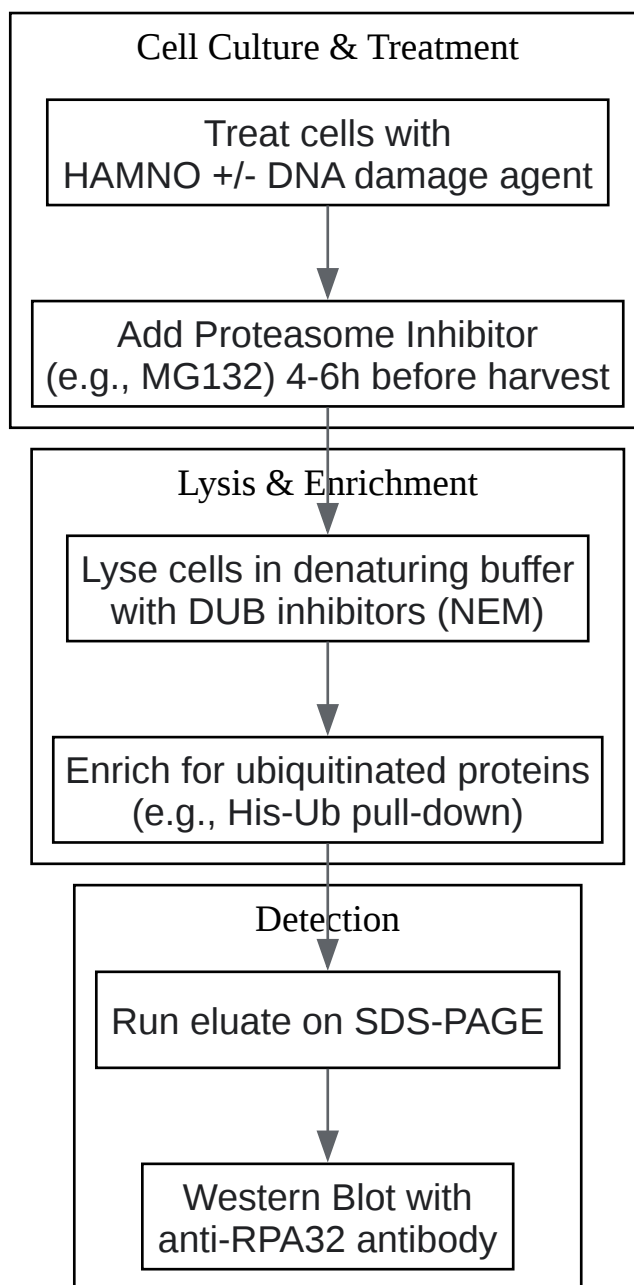 Cell Culture & Treatment
Treat cells with
HAMNO +/- DNA damage agent
Add Proteasome Inhibitor
(e.g., MG132) 4-6h before harvest
Lysis & Enrichment
Lyse cells in denaturing buffer
with DUB inhibitors (NEM)
Enrich for ubiquitinated proteins
(e.g., His-Ub pull-down)
Detection
Run eluate on SDS-PAGE
Western Blot with
anti-RPA32 antibody